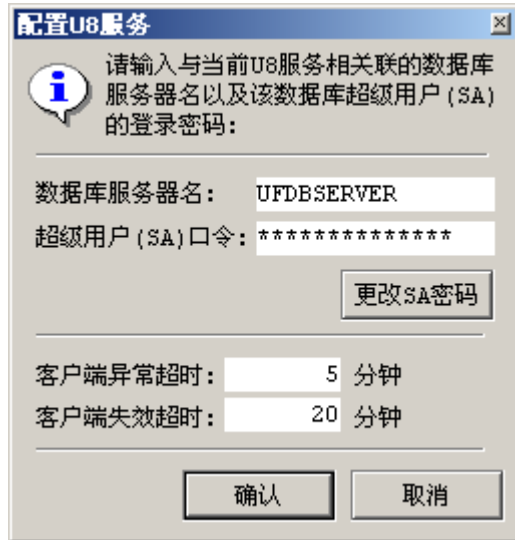 配置U8服务
请输入与当前U8服务相关联的数据库
服务器名以及该数据库超级用户(SA)
的登录密码:
数据库服务器名: UFDBSERVER
超级用户(SA)口令: **************
更改SA密码
客户端异常超时: 5 分钟
客户端失效超时: 20 分钟
确认 取消